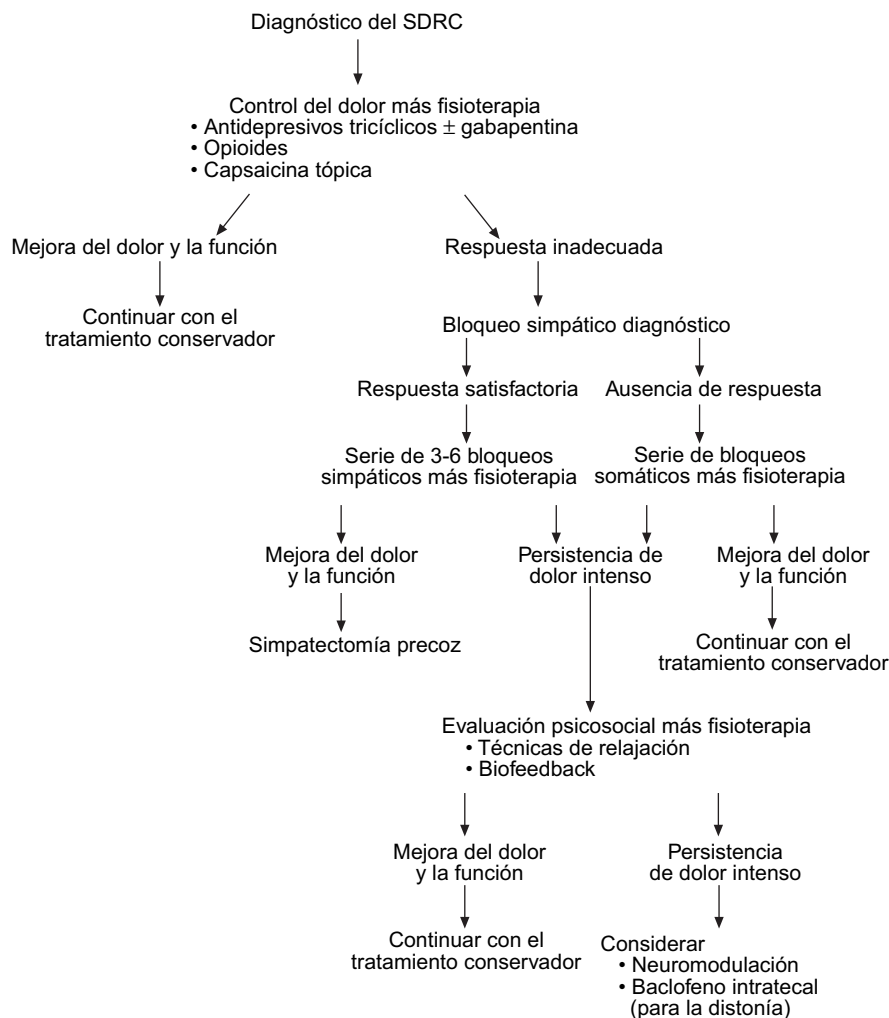 Diagnóstico del SDRC
Control del dolor más fisioterapia
• Antidepresivos tricíclicos ± gabapentina
• Opioides
• Capsaicina tópica
Mejora del dolor y la función
Respuesta inadecuada
Continuar con el
tratamiento conservador
Bloqueo simpático diagnóstico
Respuesta satisfactoria
Ausencia de respuesta
Serie de 3-6 bloqueos
simpáticos más fisioterapia
Serie de bloqueos
somáticos más fisioterapia
Mejora del dolor
y la función
Persistencia de
dolor intenso
Mejora del dolor
y la función
Simpatectomía precoz
Continuar con el
tratamiento conservador
Evaluación psicosocial más fisioterapia
• Técnicas de relajación
• Biofeedback
Mejora del dolor
y la función
Persistencia
de dolor intenso
Continuar con el
tratamiento conservador
Considerar
• Neuromodulación
• Baclofeno intratecal
(para la distonía)